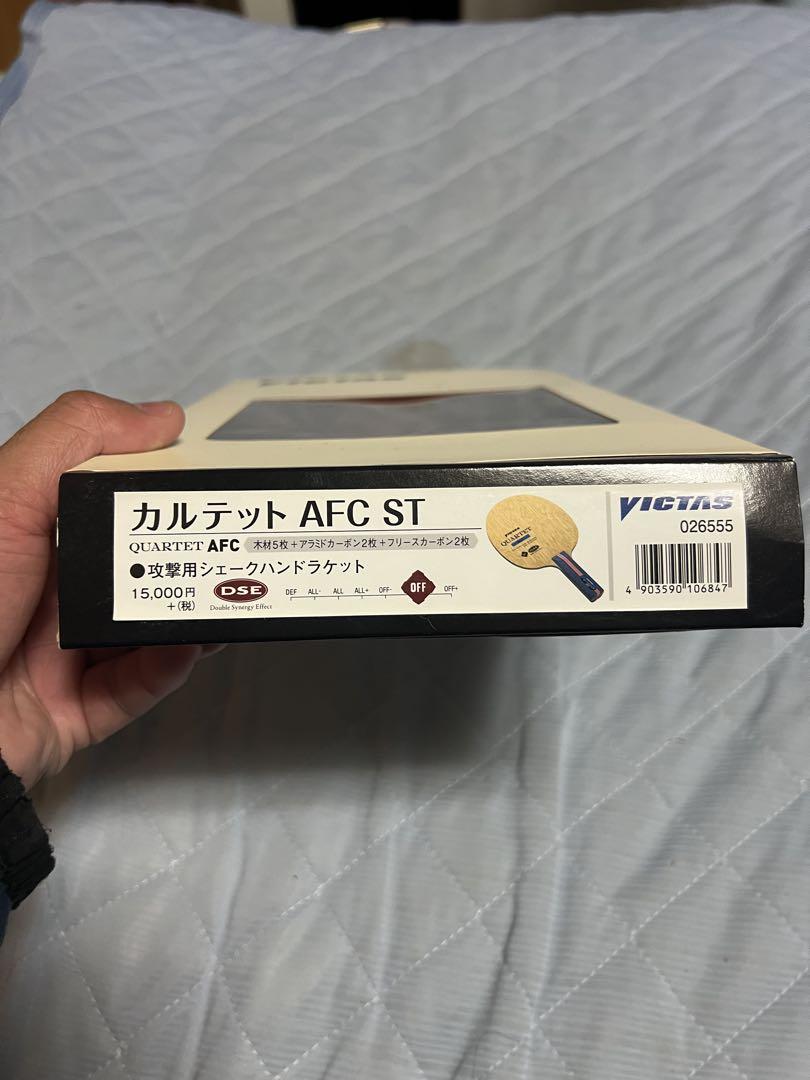 カルテット AFC ST
QUARTET AFC 木材5枚+アラミドカーボン2枚+フリースカーボン2枚
●攻撃用シェークハンドラケット
15,000円
+(税)
DSE
Double Synergy Effect
DEF ALL- ALL ALL+ OFF- OFF OFF+
QUARTET
VICTAS
026555
4 903590 106847